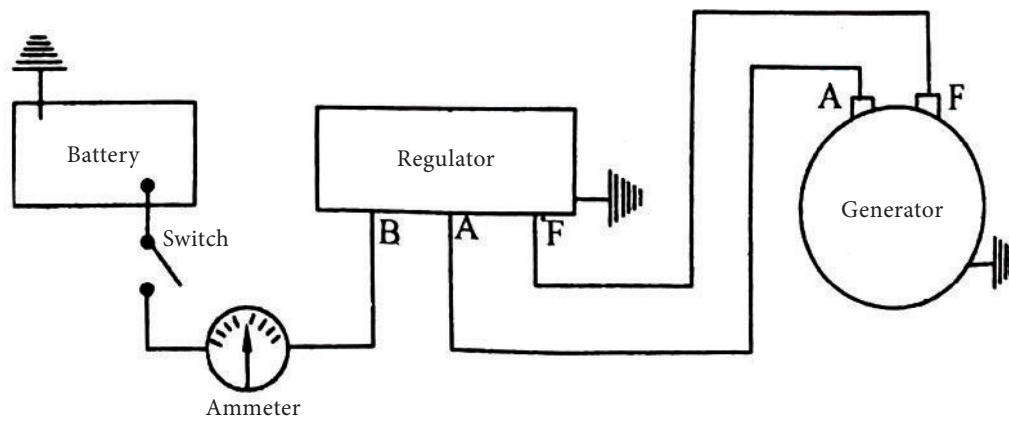 Battery
Switch
Ammeter
Regulator
B
A
F
A
F
Generator